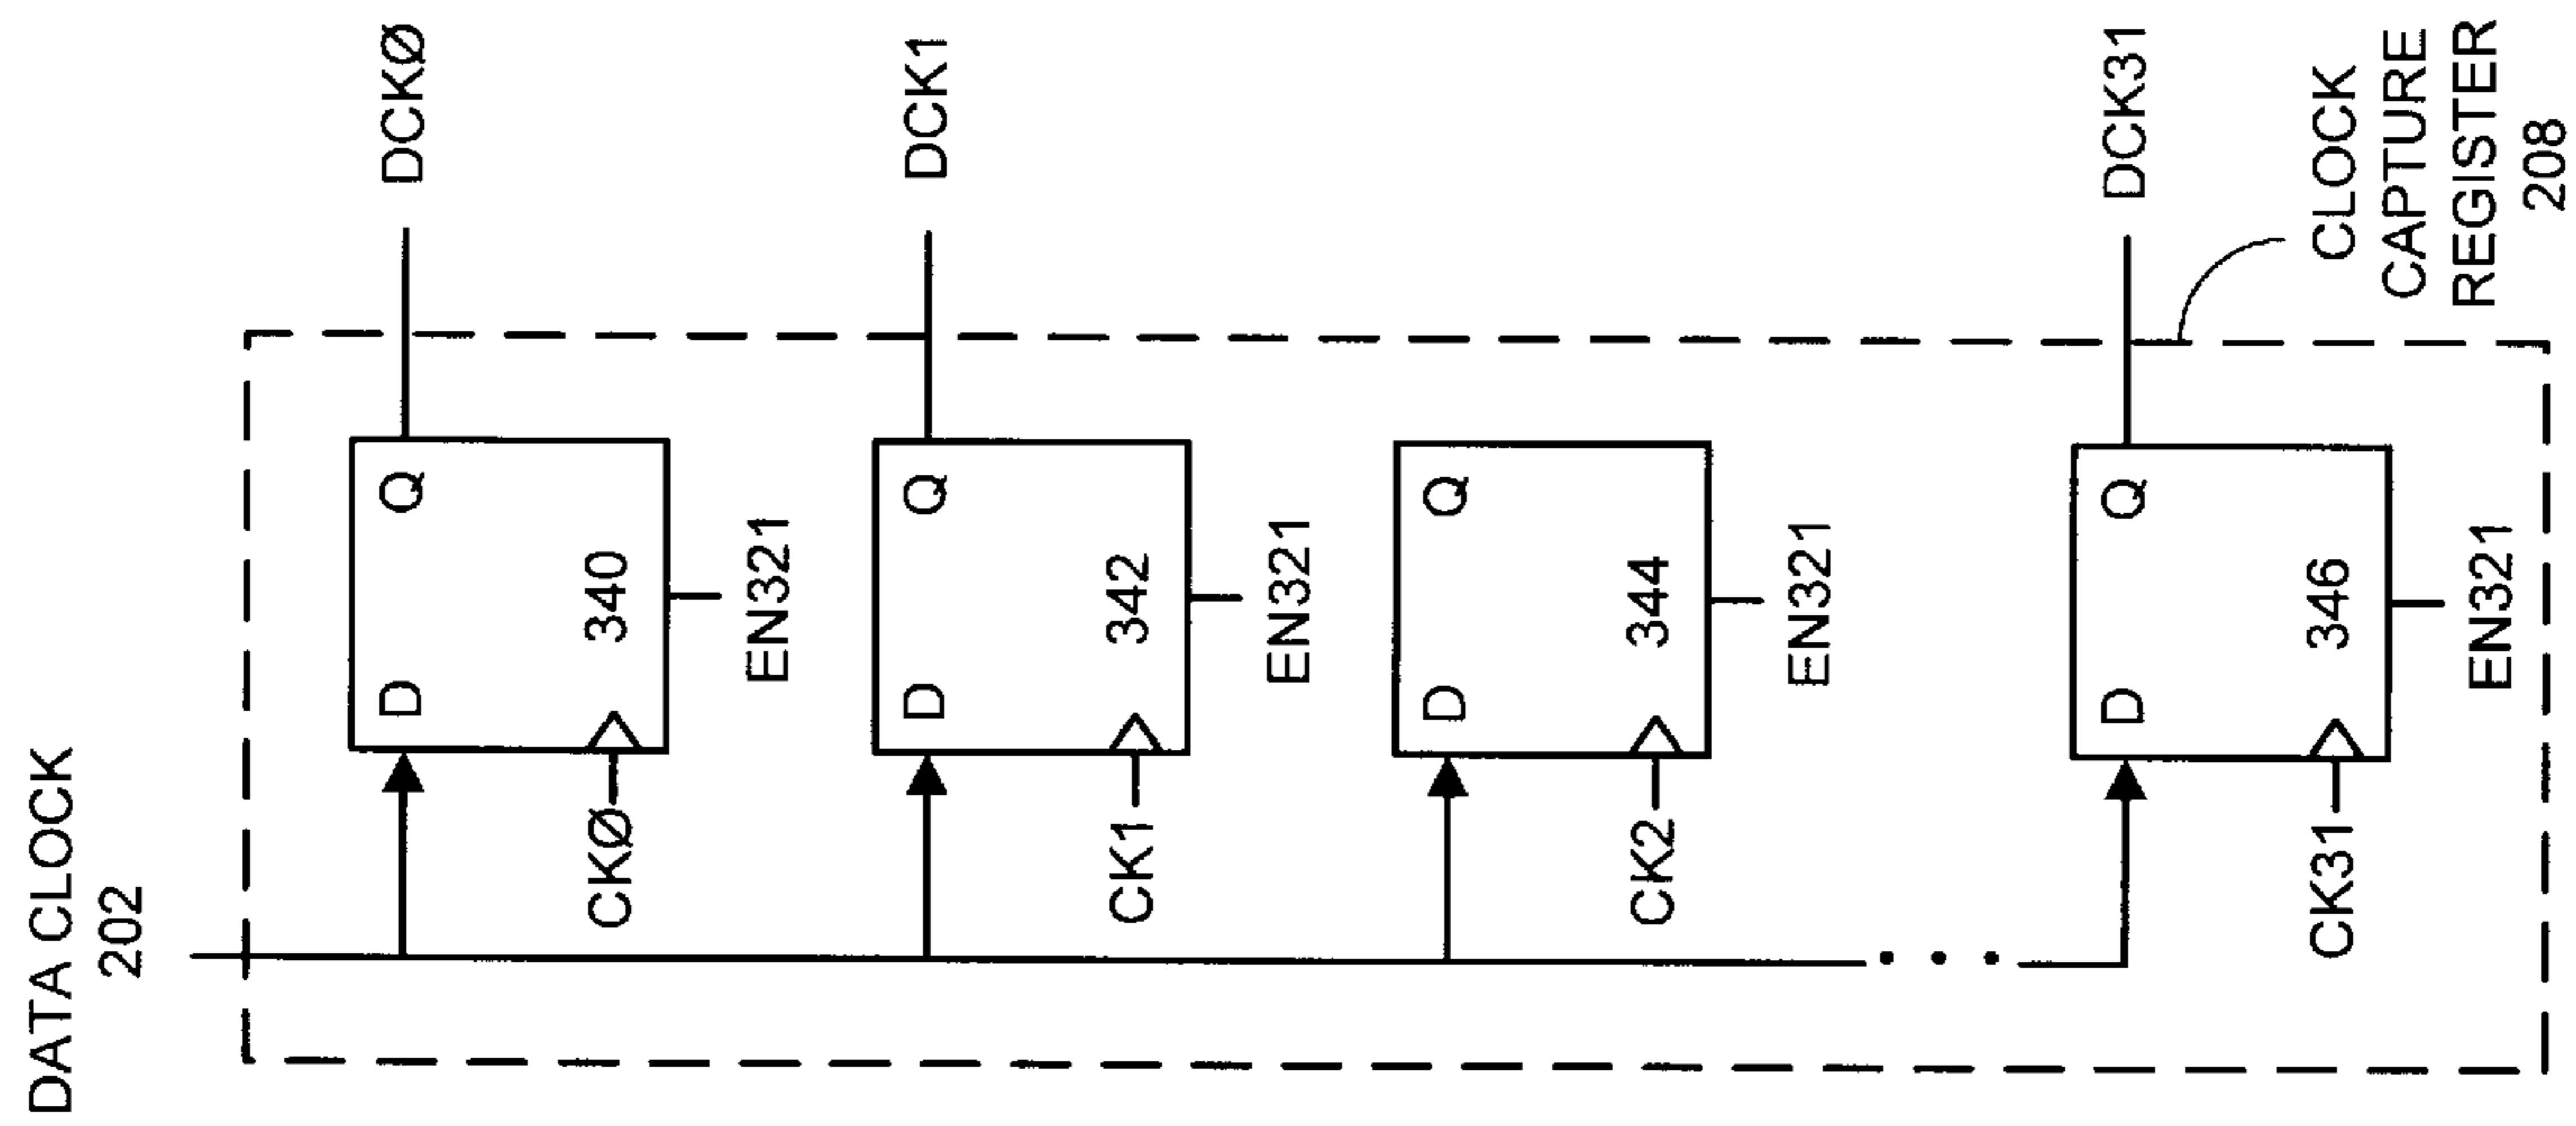 DATA CLOCK
202
D
Q
340
CKØ
EN321
DCKØ
D
Q
342
CK1
EN321
DCK1
D
Q
344
CK2
EN321
D
Q
346
CK31
EN321
DCK31
CLOCK
CAPTURE
REGISTER
208